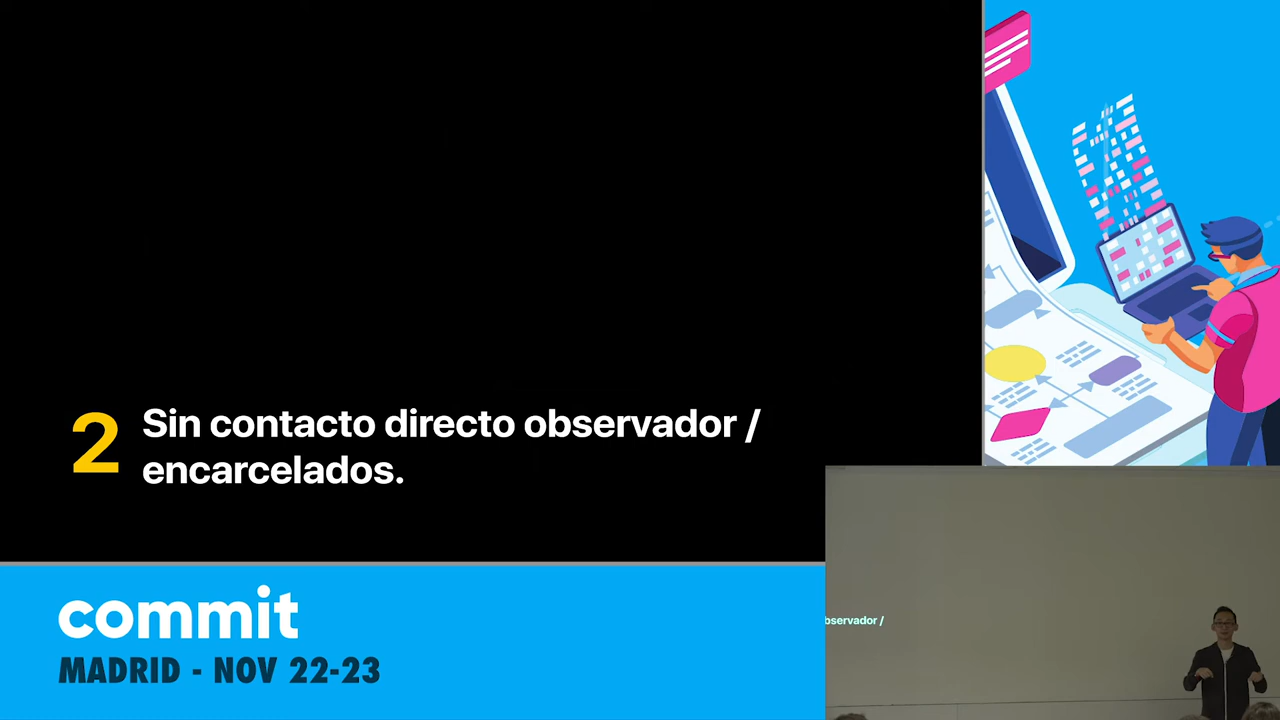 2 Sin contacto directo observador /
encarcelados.
commit
MADRID - NOV 22-23
bservador /